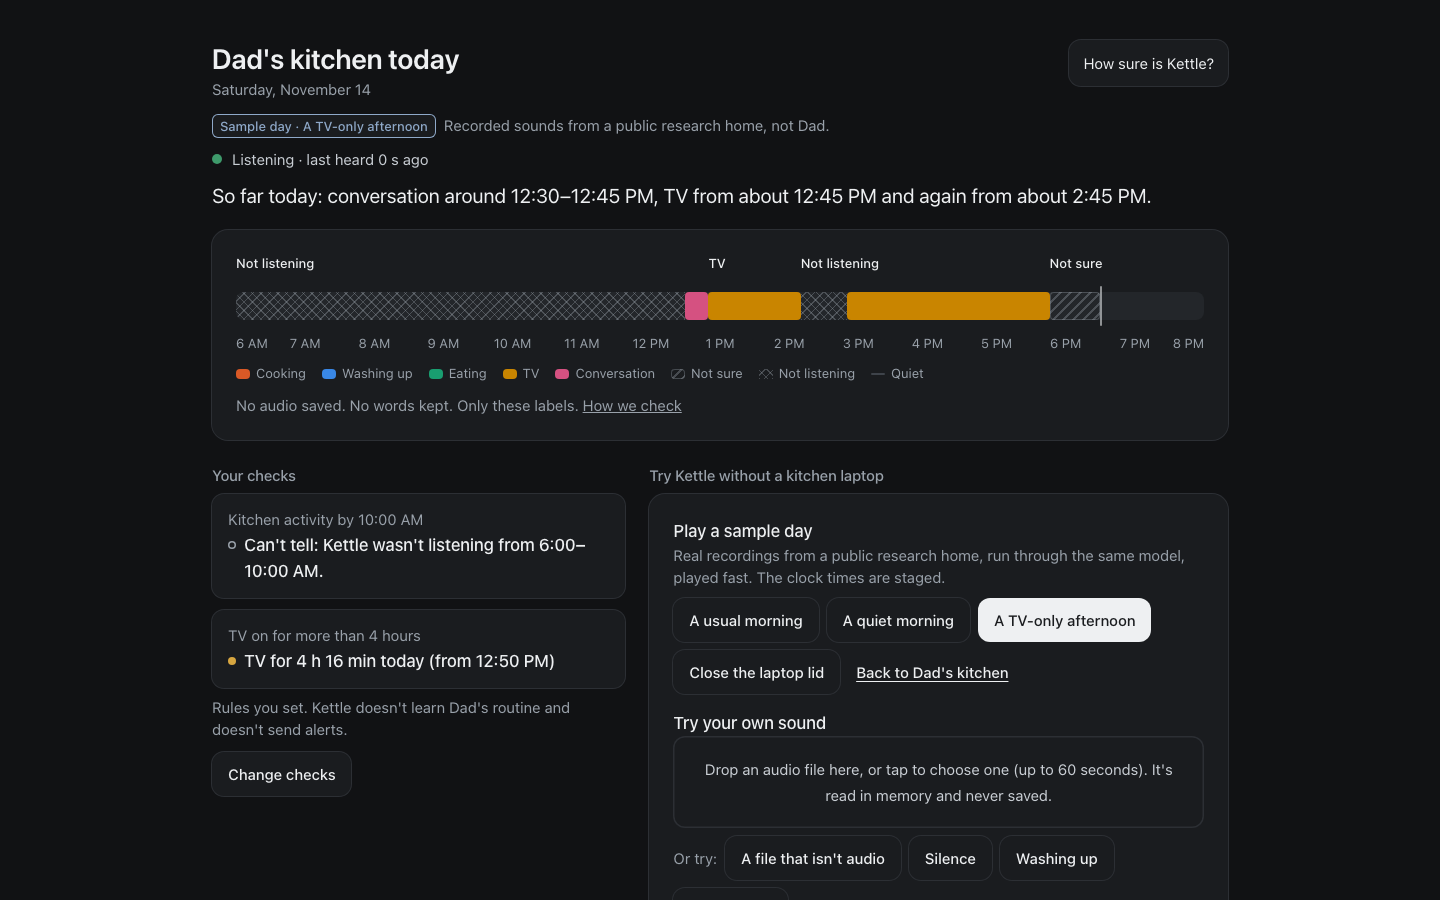 Dad's kitchen today
How sure is Kettle?
Saturday, November 14
Sample day · A TV-only afternoon Recorded sounds from a public research home, not Dad.
Listening · last heard 0 s ago
So far today: conversation around 12:30–12:45 PM, TV from about 12:45 PM and again from about 2:45 PM.
Not listening TV Not listening Not sure
6 AM 7 AM 8 AM 9 AM 10 AM 11 AM 12 PM 1 PM 2 PM 3 PM 4 PM 5 PM 6 PM 7 PM 8 PM
Cooking Washing up Eating TV Conversation Not sure Not listening Quiet
No audio saved. No words kept. Only these labels. How we check
Your checks
Kitchen activity by 10:00 AM
Can't tell: Kettle wasn't listening from 6:00–
10:00 AM.
TV on for more than 4 hours
TV for 4 h 16 min today (from 12:50 PM)
Rules you set. Kettle doesn't learn Dad's routine and
doesn't send alerts.
Change checks
Try Kettle without a kitchen laptop
Play a sample day
Real recordings from a public research home, run through the same model,
played fast. The clock times are staged.
A usual morning A quiet morning A TV-only afternoon
Close the laptop lid Back to Dad's kitchen
Try your own sound
Drop an audio file here, or tap to choose one (up to 60 seconds). It's
read in memory and never saved.
Or try: A file that isn't audio Silence Washing up